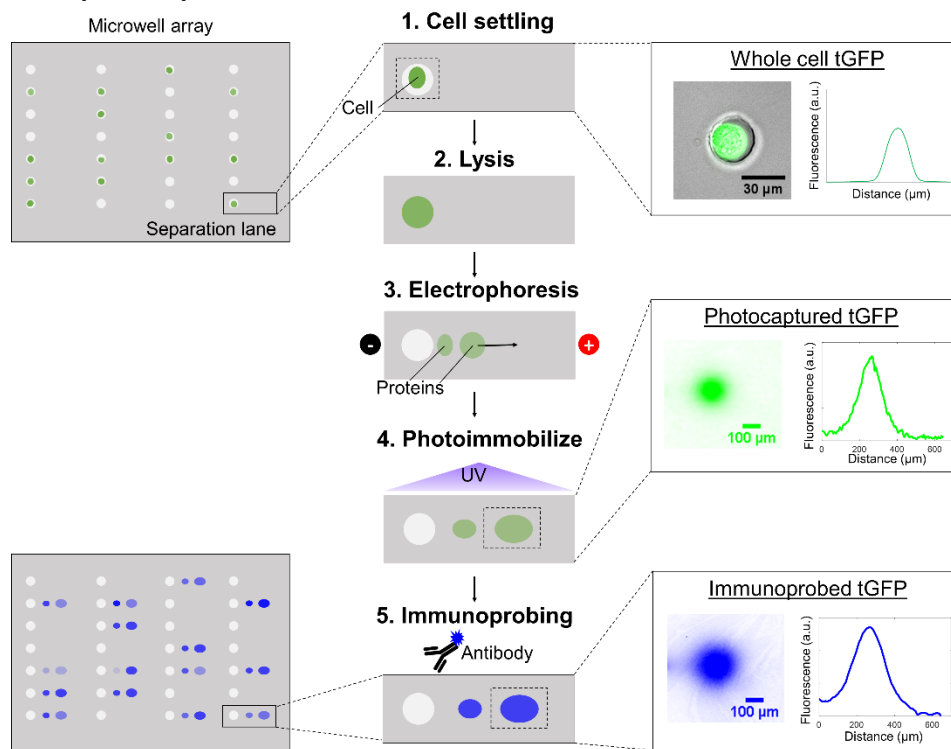 Microwell array
Separation lane
1. Cell settling
Cell
Whole cell tGFP
30 µm
Fluorescence (a.u.)
Distance (µm)
2. Lysis
3. Electrophoresis
-
+
Proteins
Photocaptured tGFP
100 µm
Fluorescence (a.u.)
0 200 400 600
Distance (µm)
4. Photoimmobilize
UV
5. Immunoprobing
Antibody
Immunoprobed tGFP
100 µm
Fluorescence (a.u.)
0 200 400 600
Distance (µm)